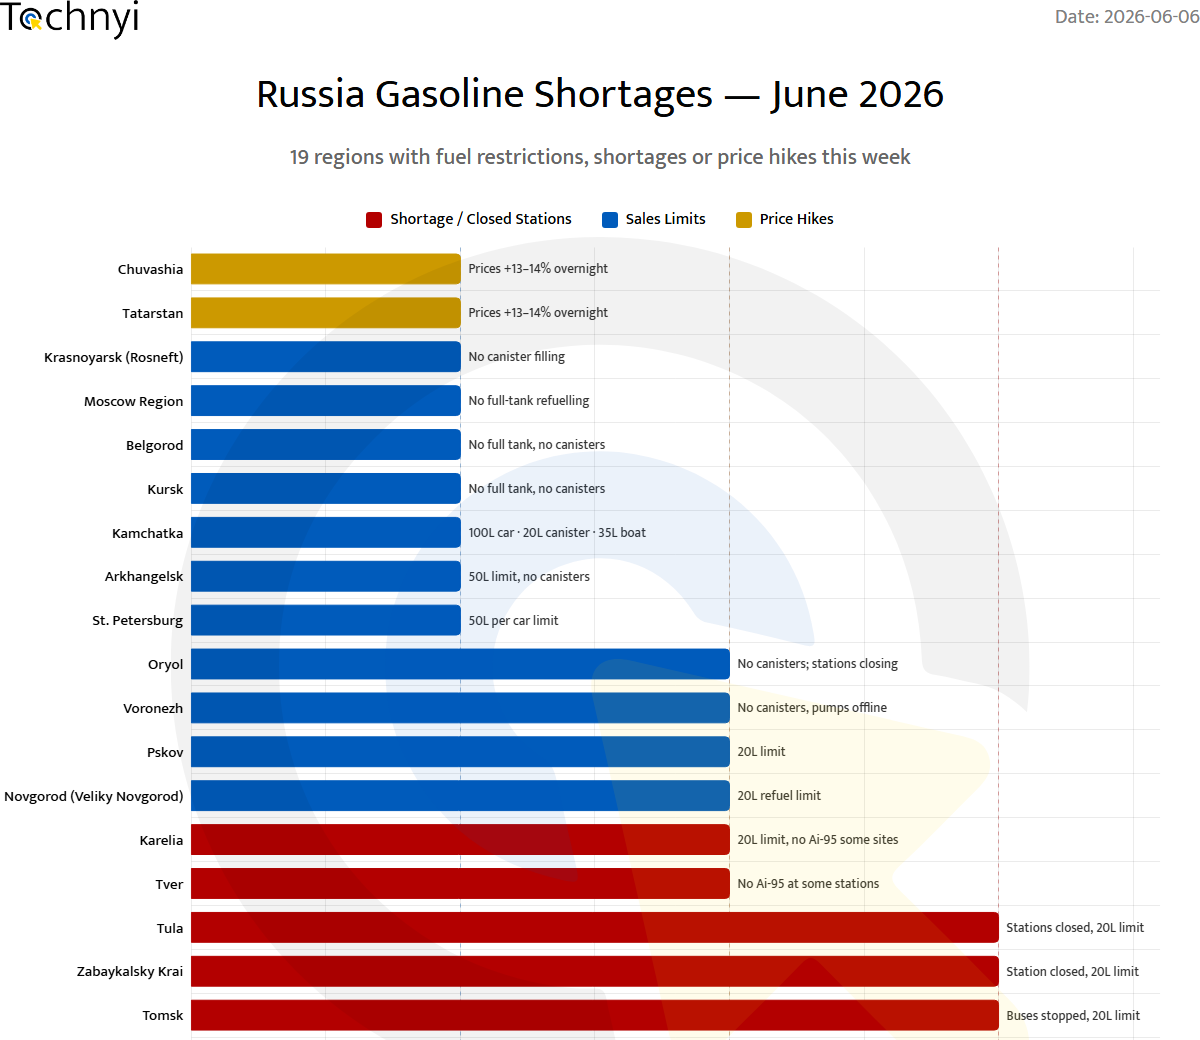 Tochnyi
Date: 2026-06-06
Russia Gasoline Shortages — June 2026
19 regions with fuel restrictions, shortages or price hikes this week
Shortage / Closed Stations
Sales Limits
Price Hikes
Chuvashia
Prices +13–14% overnight
Tatarstan
Prices +13–14% overnight
Krasnoyarsk (Rosneft)
No canister filling
Moscow Region
No full-tank refuelling
Belgorod
No full tank, no canisters
Kursk
No full tank, no canisters
Kamchatka
100L car · 20L canister · 35L boat
Arkhangelsk
50L limit, no canisters
St. Petersburg
50L per car limit
Oryol
No canisters; stations closing
Voronezh
No canisters, pumps offline
Pskov
20L limit
Novgorod (Veliky Novgorod)
20L refuel limit
Karelia
20L limit, no Ai-95 some sites
Tver
No Ai-95 at some stations
Tula
Stations closed, 20L limit
Zabaykalsky Krai
Station closed, 20L limit
Tomsk
Buses stopped, 20L limit